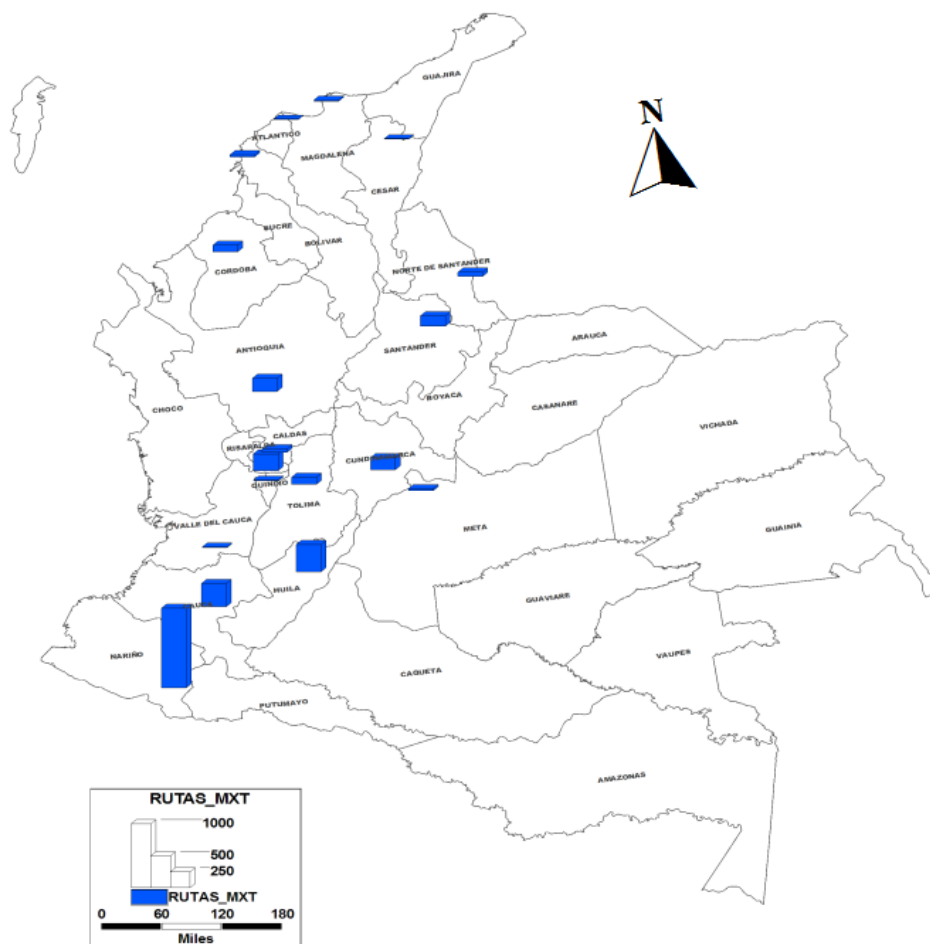 GUAJIRA
N
ATLANTICO
MAGDALENA
CESAR
SUCRE
BOLIVAR
CORDOBA
NORTE DE SANTANDER
ANTIOQUIA
SANTANDER
ARAUCA
BOYACA
CHOCO
CASANARE
VICHADA
CALDAS
RISARALDA
QUINDIO
TOLIMA
VALLE DEL CAUCA
META
GUAINIA
HUILA
GUAVIARE
NARIÑO
VAUPES
CAQUETA
PUTUMAYO
AMAZONAS
RUTAS_MXT
1000
500
250
RUTAS_MXT
0 60 120 180
Miles